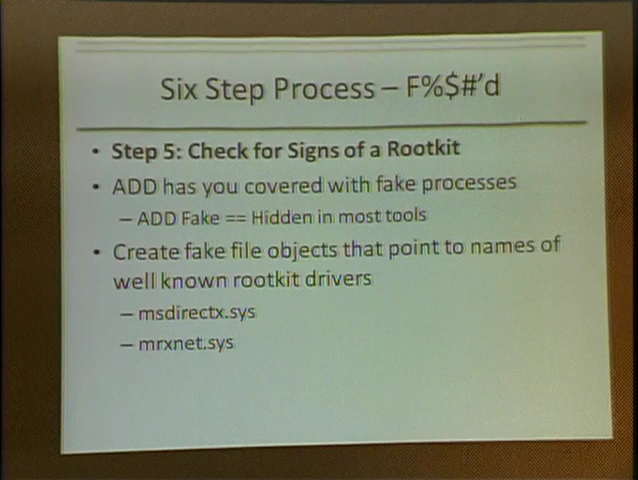 Six Step Process – F%$#'d
• Step 5: Check for Signs of a Rootkit
• ADD has you covered with fake processes
– ADD Fake == Hidden in most tools
• Create fake file objects that point to names of
well known rootkit drivers
– msdirectx.sys
– mrxnet.sys